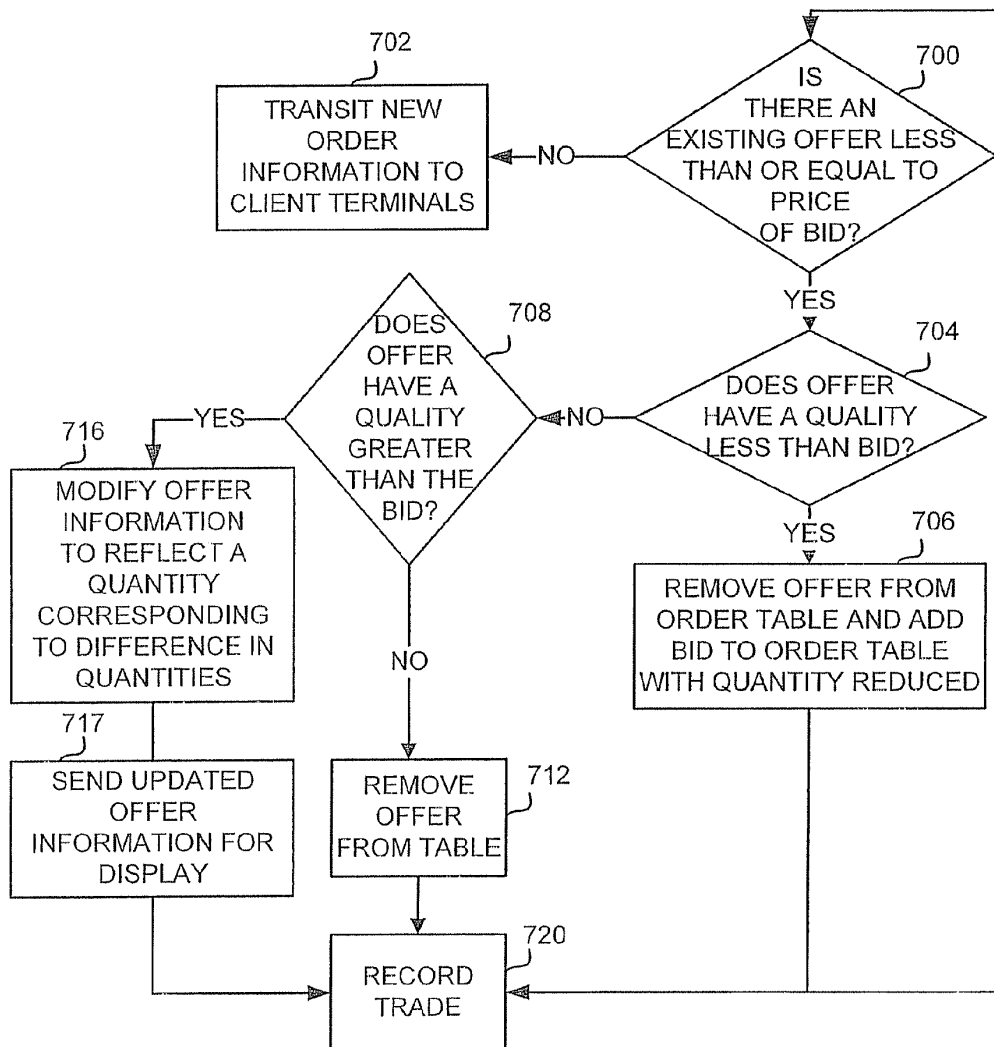 702
TRANSIT NEW
ORDER
INFORMATION TO
CLIENT TERMINALS
NO
700
IS
THERE AN
EXISTING OFFER LESS
THAN OR EQUAL TO
PRICE
OF BID?
YES
704
DOES OFFER
HAVE A QUALITY
LESS THAN BID?
NO
708
DOES
OFFER
HAVE A
QUALITY
GREATER
THAN THE
BID?
YES
716
MODIFY OFFER
INFORMATION
TO REFLECT A
QUANTITY
CORRESPONDING
TO DIFFERENCE IN
QUANTITIES
YES
706
REMOVE OFFER FROM
ORDER TABLE AND ADD
BID TO ORDER TABLE
WITH QUANTITY REDUCED
NO
717
SEND UPDATED
OFFER
INFORMATION FOR
DISPLAY
712
REMOVE
OFFER
FROM TABLE
720
RECORD
TRADE